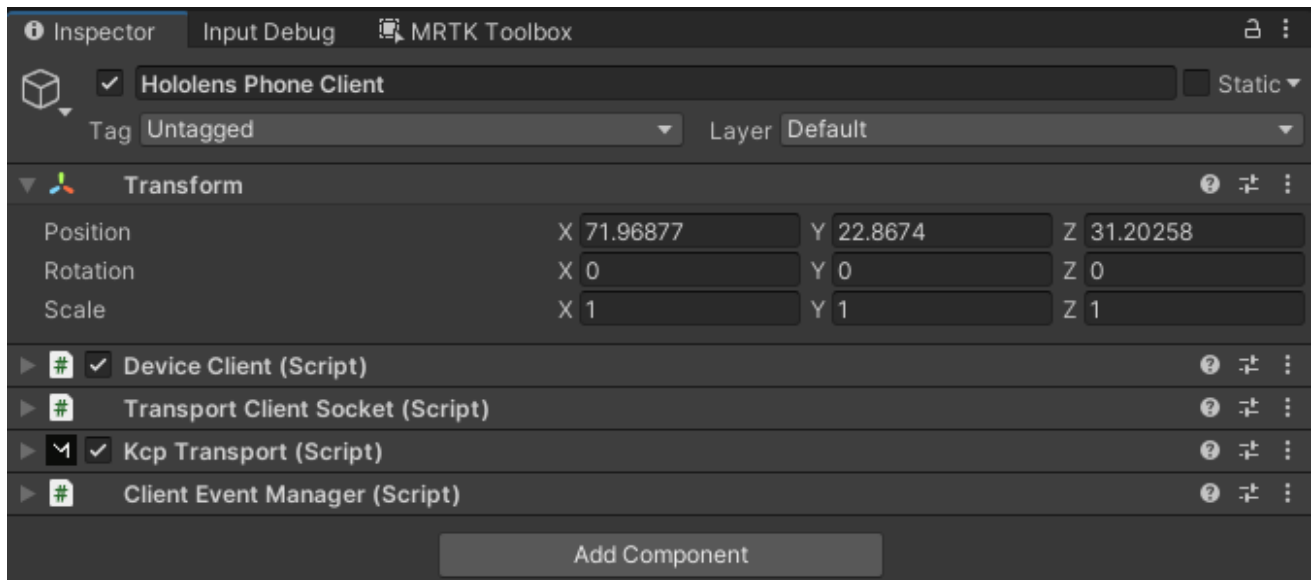 Inspector Input Debug MRTK Toolbox
Hololens Phone Client Static
Tag Untagged Layer Default
Transform
Position X 71.96877 Y 22.8674 Z 31.20258
Rotation X 0 Y 0 Z 0
Scale X 1 Y 1 Z 1
# Device Client (Script)
# Transport Client Socket (Script)
Kcp Transport (Script)
# Client Event Manager (Script)
Add Component